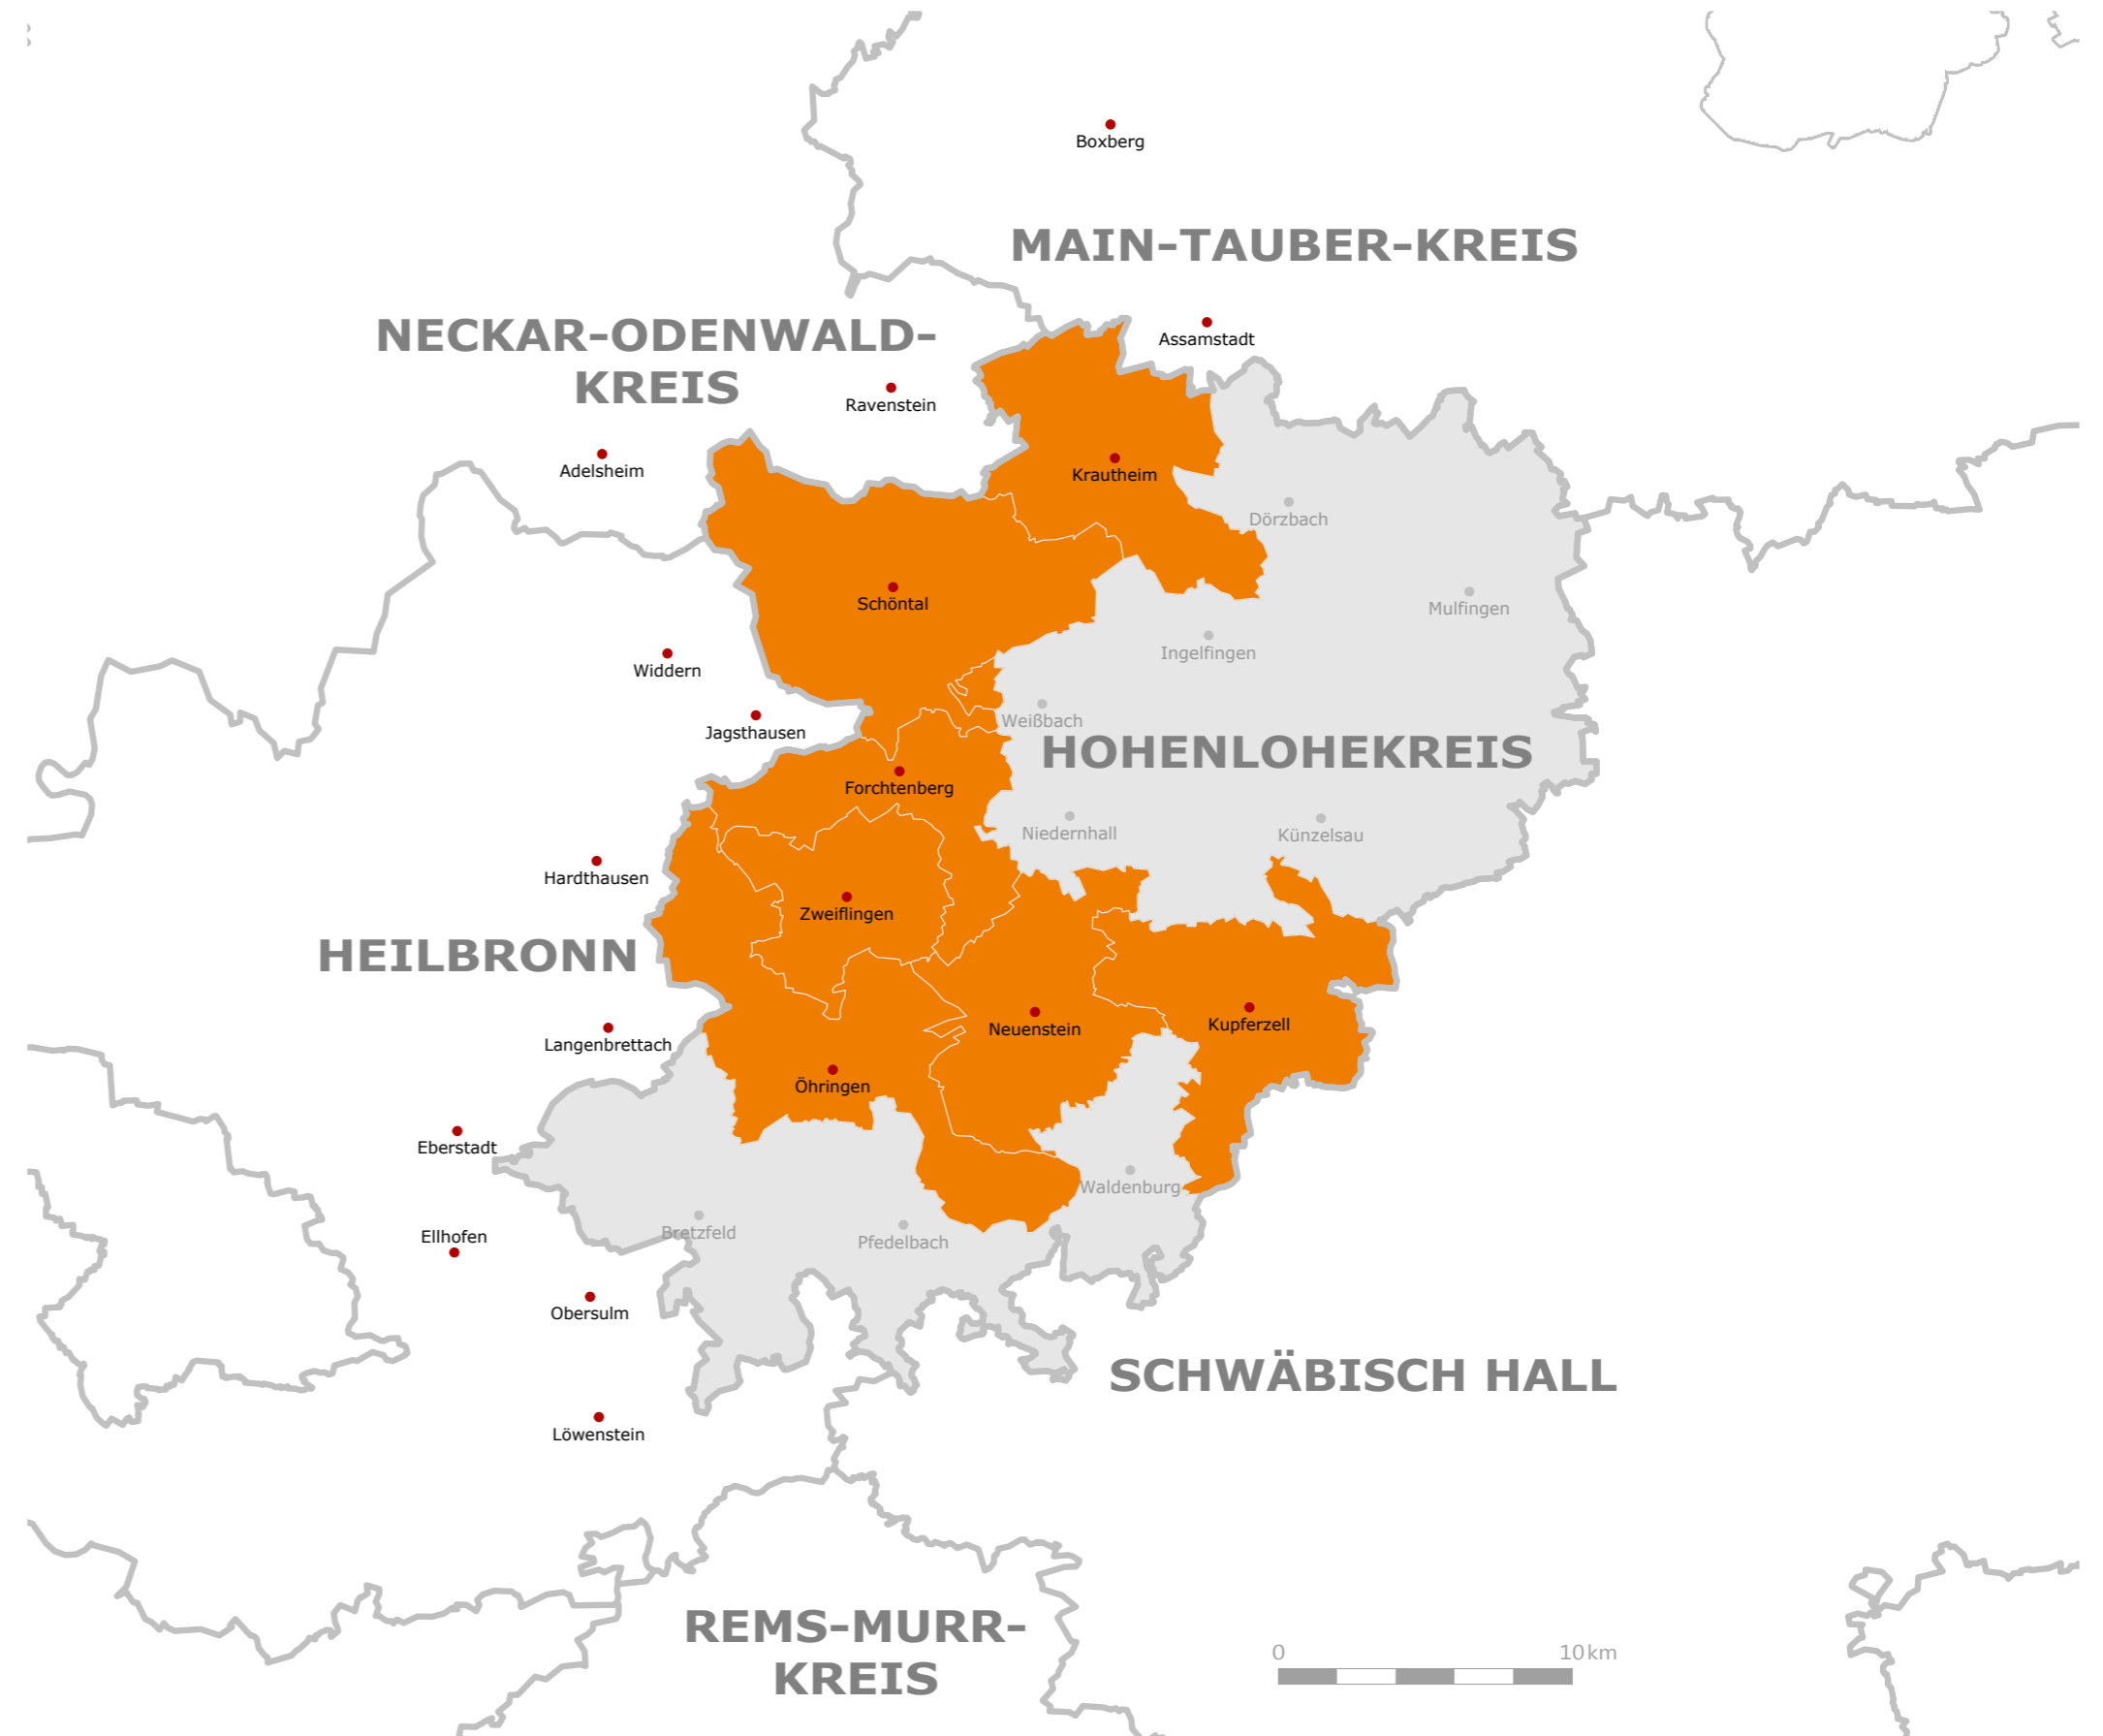 Boxberg
MAIN-TAUBER-KREIS
NECKAR-ODENWALD-
KREIS
Assamstadt
Ravenstein
Adelsheim
Krautheim
Dörzbach
Schöntal
Mulfingen
Ingelfingen
Widdern
Jagsthausen
Weißbach
HOHENLOHEKREIS
Forchtenberg
Niedernhall
Künzelsau
Hardthausen
Zweiflingen
HEILBRONN
Neuenstein
Kupferzell
Langenbrettach
Öhringen
Eberstadt
Waldenburg
Ellhofen
Bretzfeld
Pfedelbach
Obersulm
SCHWÄBISCH HALL
Löwenstein
REMS-MURR-
KREIS
0 10 km